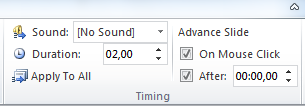 Sound: [No Sound] Advance Slide
Duration: 02,00 On Mouse Click
Apply To All After: 00:00,00
Timing